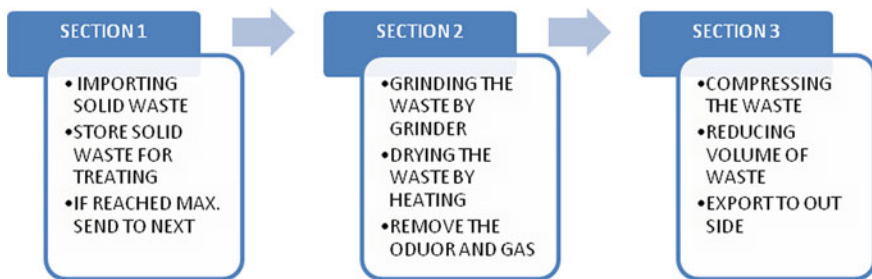 SECTION 1
• IMPORTING
SOLID WASTE
•STORE SOLID
WASTE FOR
TREATING
•IF REACHED MAX.
SEND TO NEXT
SECTION 2
•GRINDING THE
WASTE BY
GRINDER
•DRYING THE
WASTE BY
HEATING
•REMOVE THE
ODUOR AND GAS
SECTION 3
•COMPRESSING
THE WASTE
•REDUCING
VOLUME OF
WASTE
•EXPORT TO OUT
SIDE